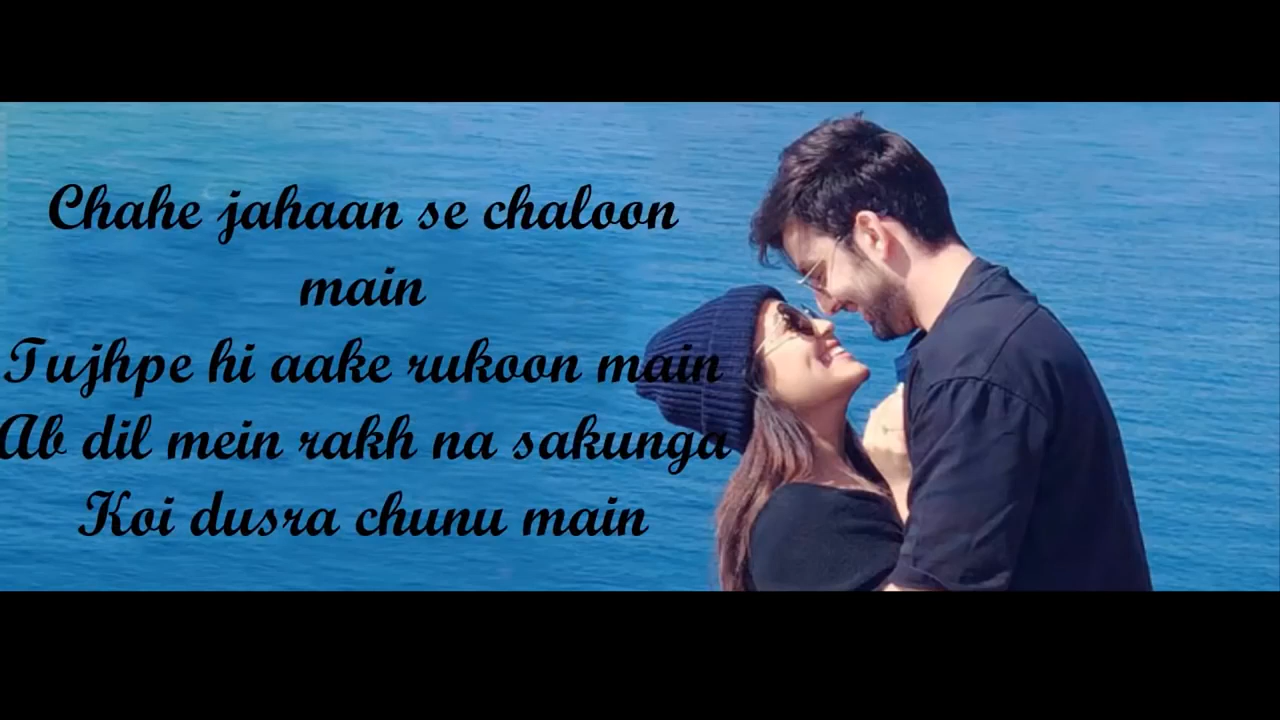 Chahe jahaan se chaloon
main
Tujhpe hi aake rukoon main
Ab dil mein rakh na sakunga
Koi dusra chunu main